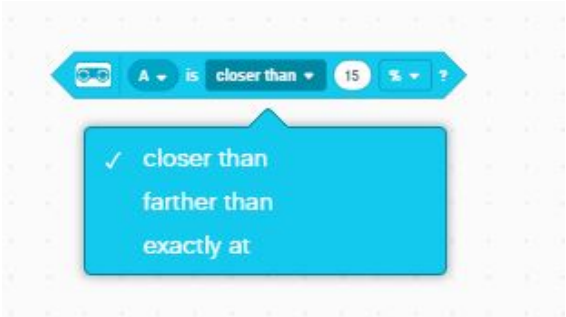 A is closer than 15 % ?
closer than
farther than
exactly at